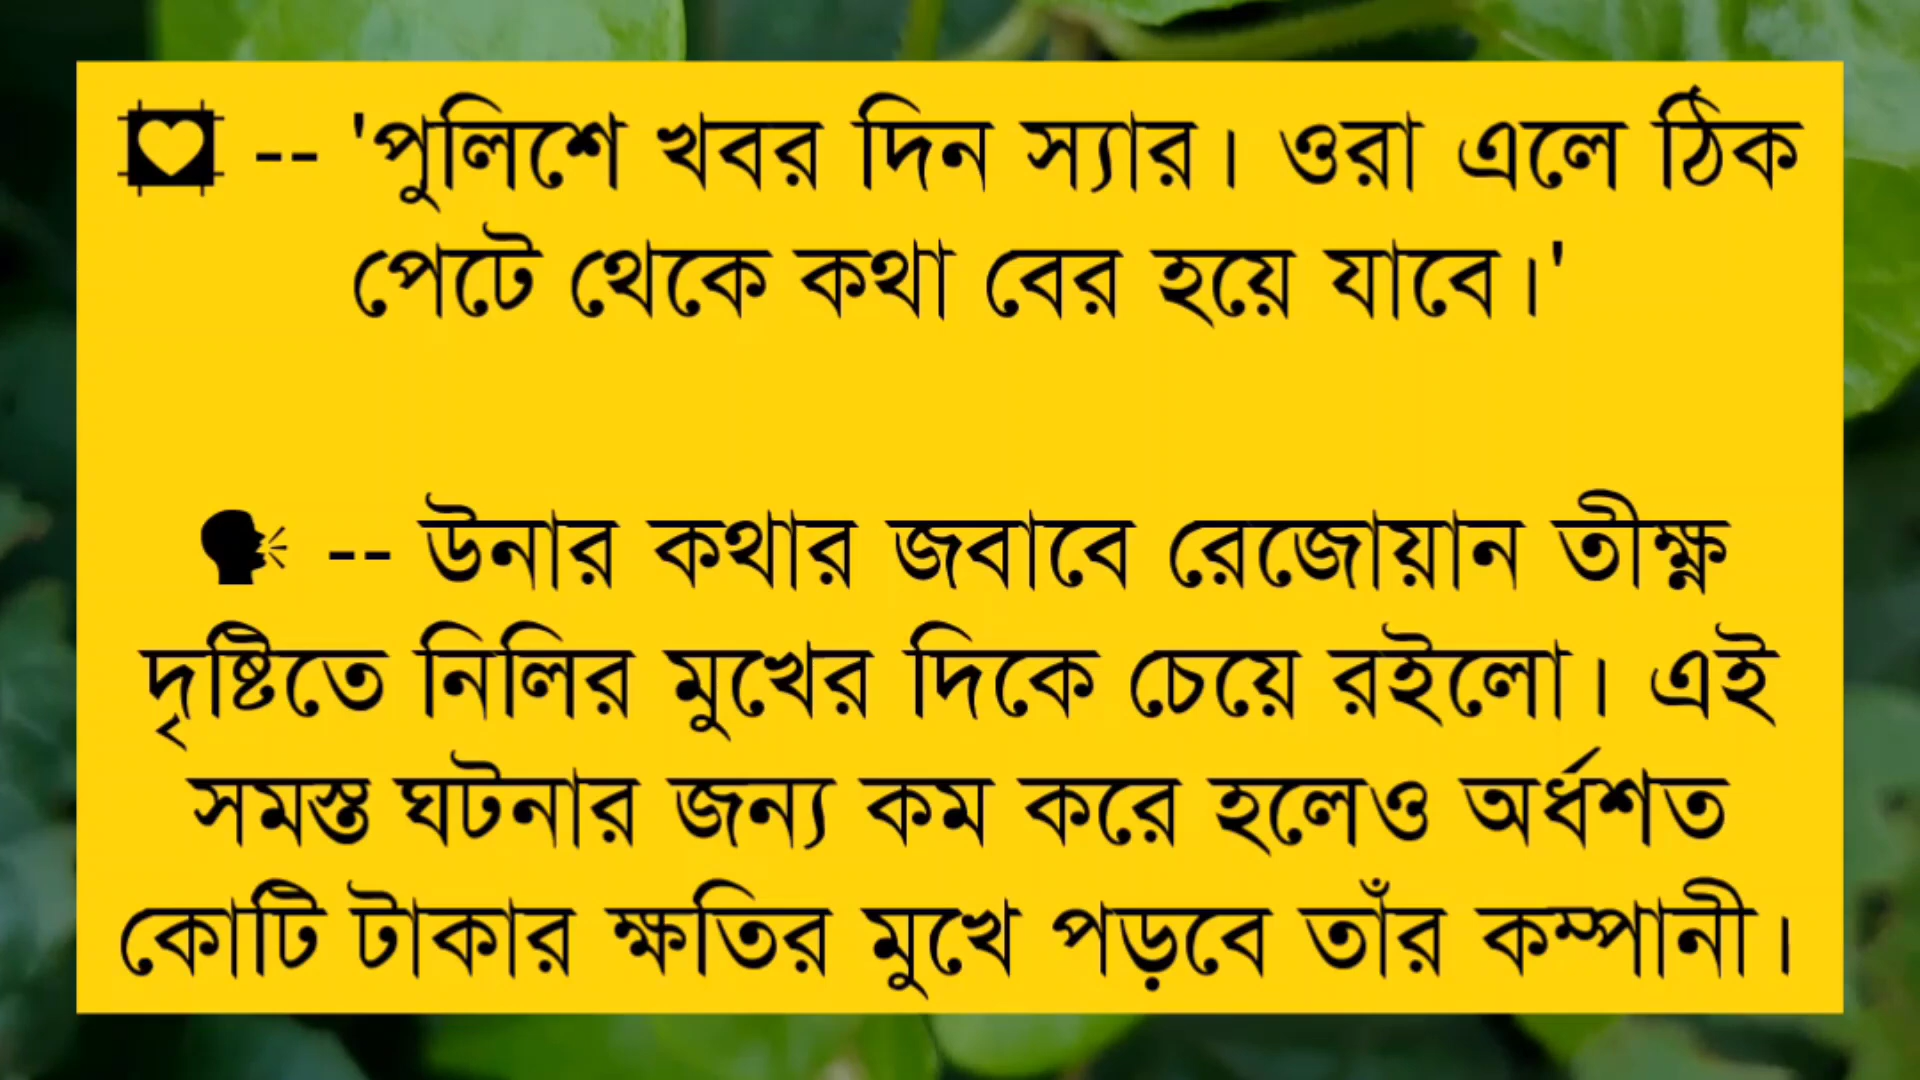 💟 -- 'পুলিশে খবর দিন স্যার। ওরা এলে ঠিক
পেটে থেকে কথা বের হয়ে যাবে।'
🗣 -- উনার কথার জবাবে রেজোয়ান তীক্ষ্ণ
দৃষ্টিতে নিলির মুখের দিকে চেয়ে রইলো। এই
সমস্ত ঘটনার জন্য কম করে হলেও অর্ধশত
কোটি টাকার ক্ষতির মুখে পড়বে তাঁর কম্পানী।